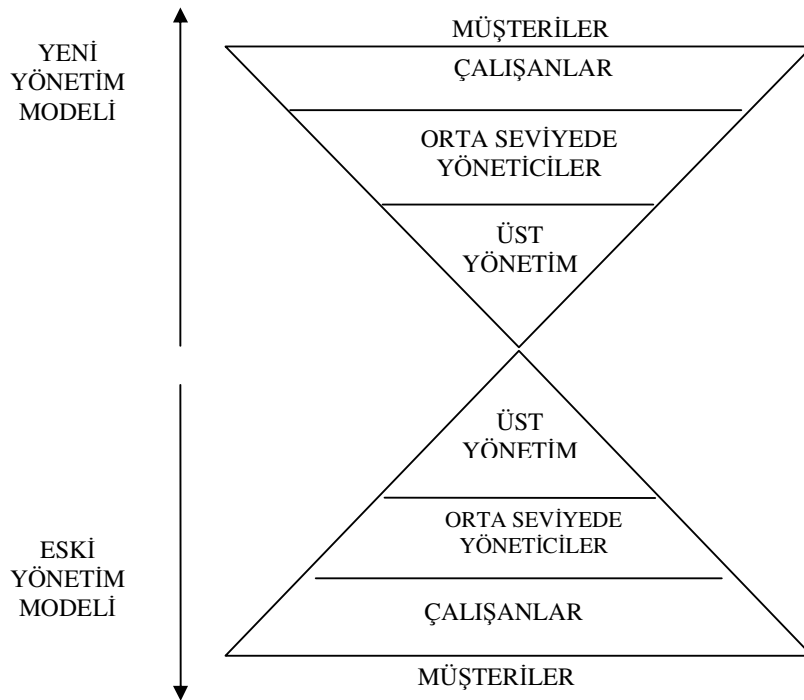 YENİ
YÖNETİM
MODELİ
MÜŞTERİLER
ÇALIŞANLAR
ORTA SEVİYEDE
YÖNETİCİLER
ÜST
YÖNETİM
ÜST
YÖNETİM
ORTA SEVİYEDE
YÖNETİCİLER
ESKİ
YÖNETİM
MODELİ
ÇALIŞANLAR
MÜŞTERİLER